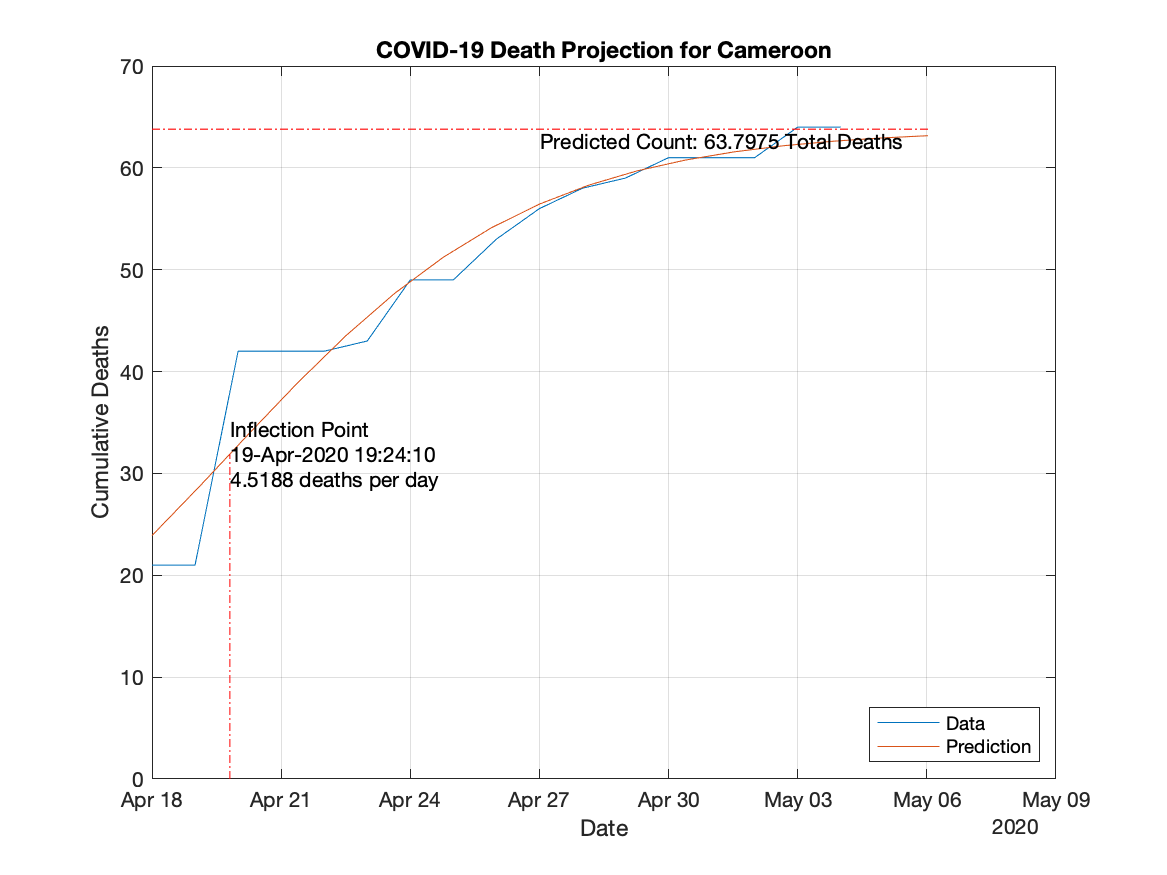 COVID-19 Death Projection for Cameroon
70
60
50
40
30
20
10
0
Cumulative Deaths
Predicted Count: 63.7975 Total Deaths
Inflection Point
19-Apr-2020 19:24:10
4.5188 deaths per day
Data
Prediction
Apr 18 Apr 21 Apr 24 Apr 27 Apr 30 May 03 May 06 May 09
Date
2020